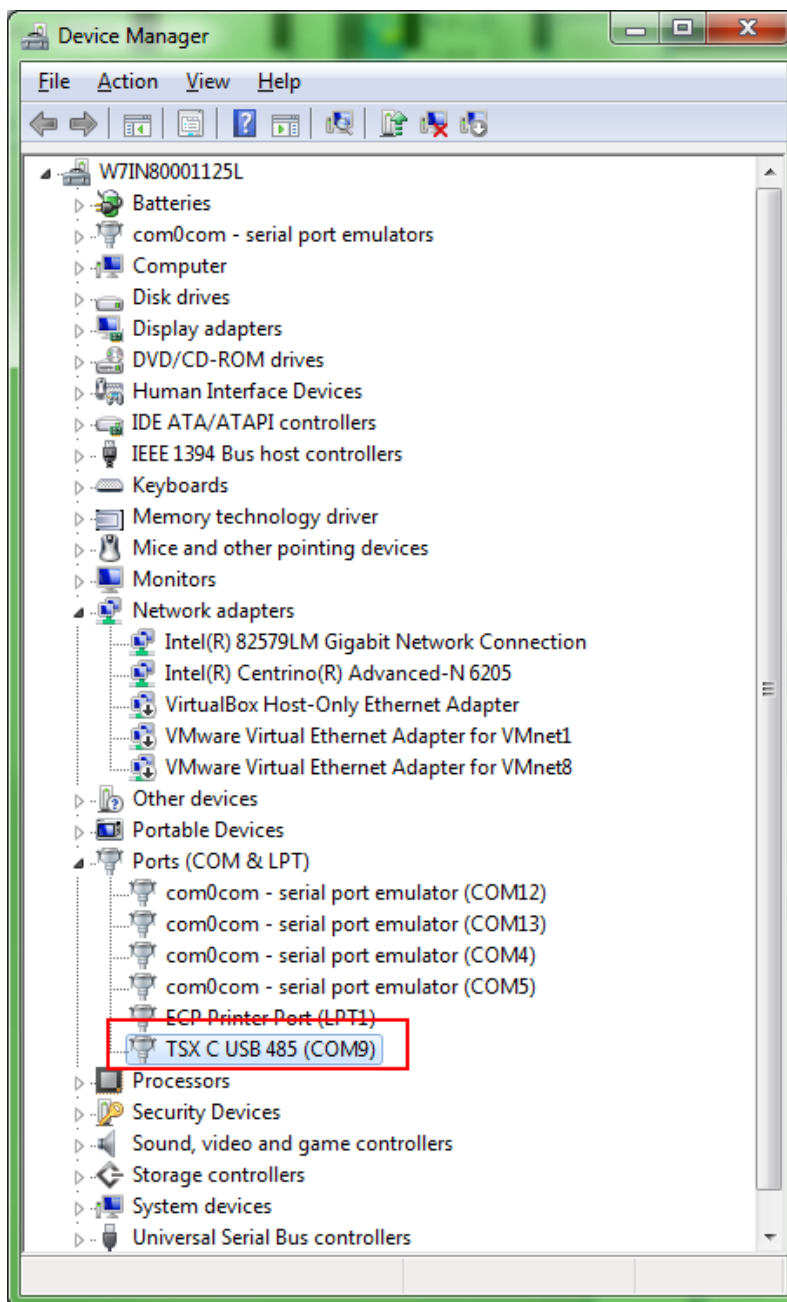 Device Manager
File Action View Help
W7IN80001125L
Batteries
com0com - serial port emulators
Computer
Disk drives
Display adapters
DVD/CD-ROM drives
Human Interface Devices
IDE ATA/ATAPI controllers
IEEE 1394 Bus host controllers
Keyboards
Memory technology driver
Mice and other pointing devices
Monitors
Network adapters
Intel(R) 82579LM Gigabit Network Connection
Intel(R) Centrino(R) Advanced-N 6205
VirtualBox Host-Only Ethernet Adapter
VMware Virtual Ethernet Adapter for VMnet1
VMware Virtual Ethernet Adapter for VMnet8
Other devices
Portable Devices
Ports (COM & LPT)
com0com - serial port emulator (COM12)
com0com - serial port emulator (COM13)
com0com - serial port emulator (COM4)
com0com - serial port emulator (COM5)
ECP Printer Port (LPT1)
TSX C USB 485 (COM9)
Processors
Security Devices
Sound, video and game controllers
Storage controllers
System devices
Universal Serial Bus controllers